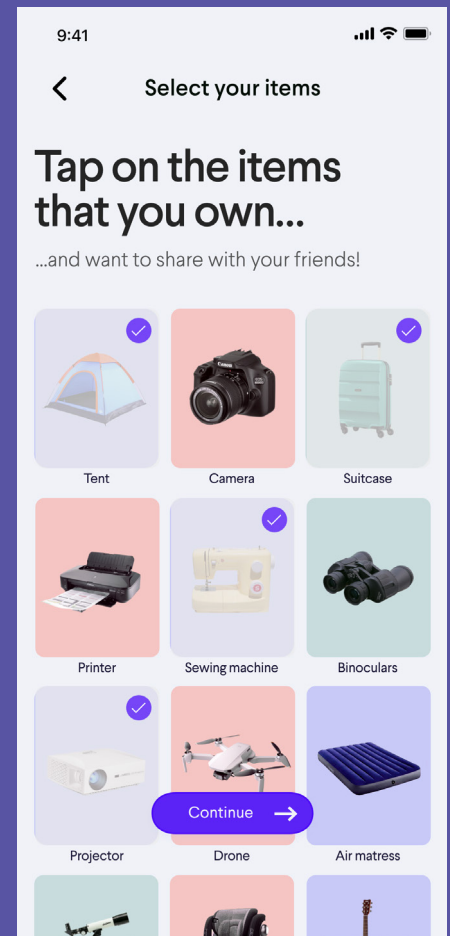 9:41
Select your items
Tap on the items
that you own...
...and want to share with your friends!
Canon
Tent
Camera
Suitcase
Printer
Sewing machine
Binoculars
Continue
Projector
Drone
Air matress